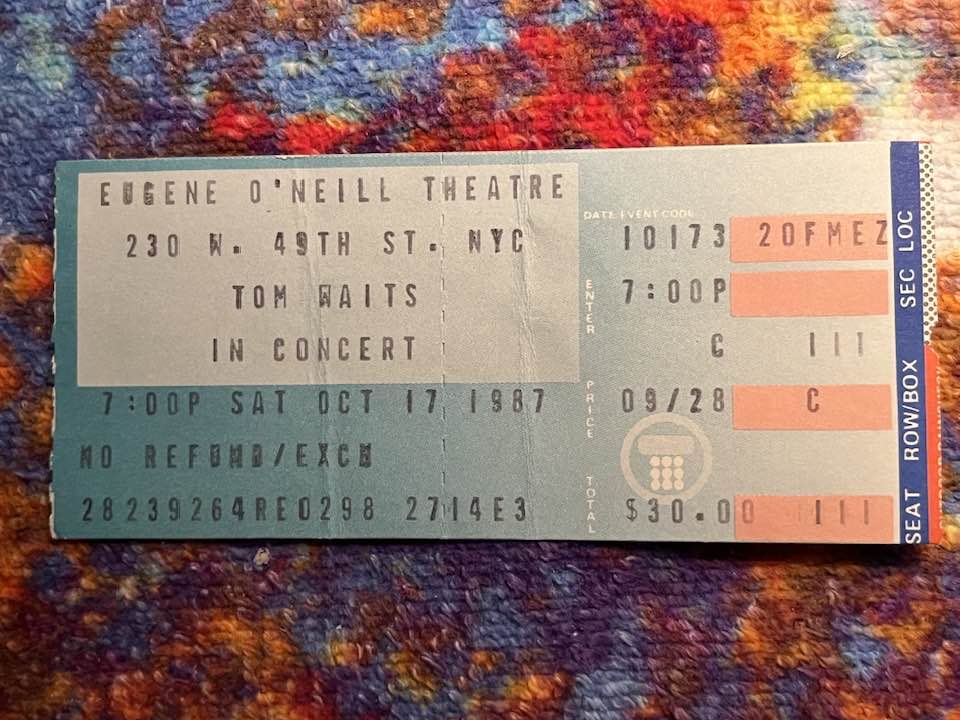 EUGENE O'NEILL THEATRE
230 W. 49TH ST. NYC
TOM WAITS
IN CONCERT
7:00P SAT OCT 17 1987
NO REFUND/EXCH
28239264RE0298 2714E3
DATE EVENT CODE
10173 20FMEZ
ENTER
7:00P
C 111
PRICE
09/28 C
TOTAL
$30.00 111
SEC LOC
ROW/BOX
SEAT